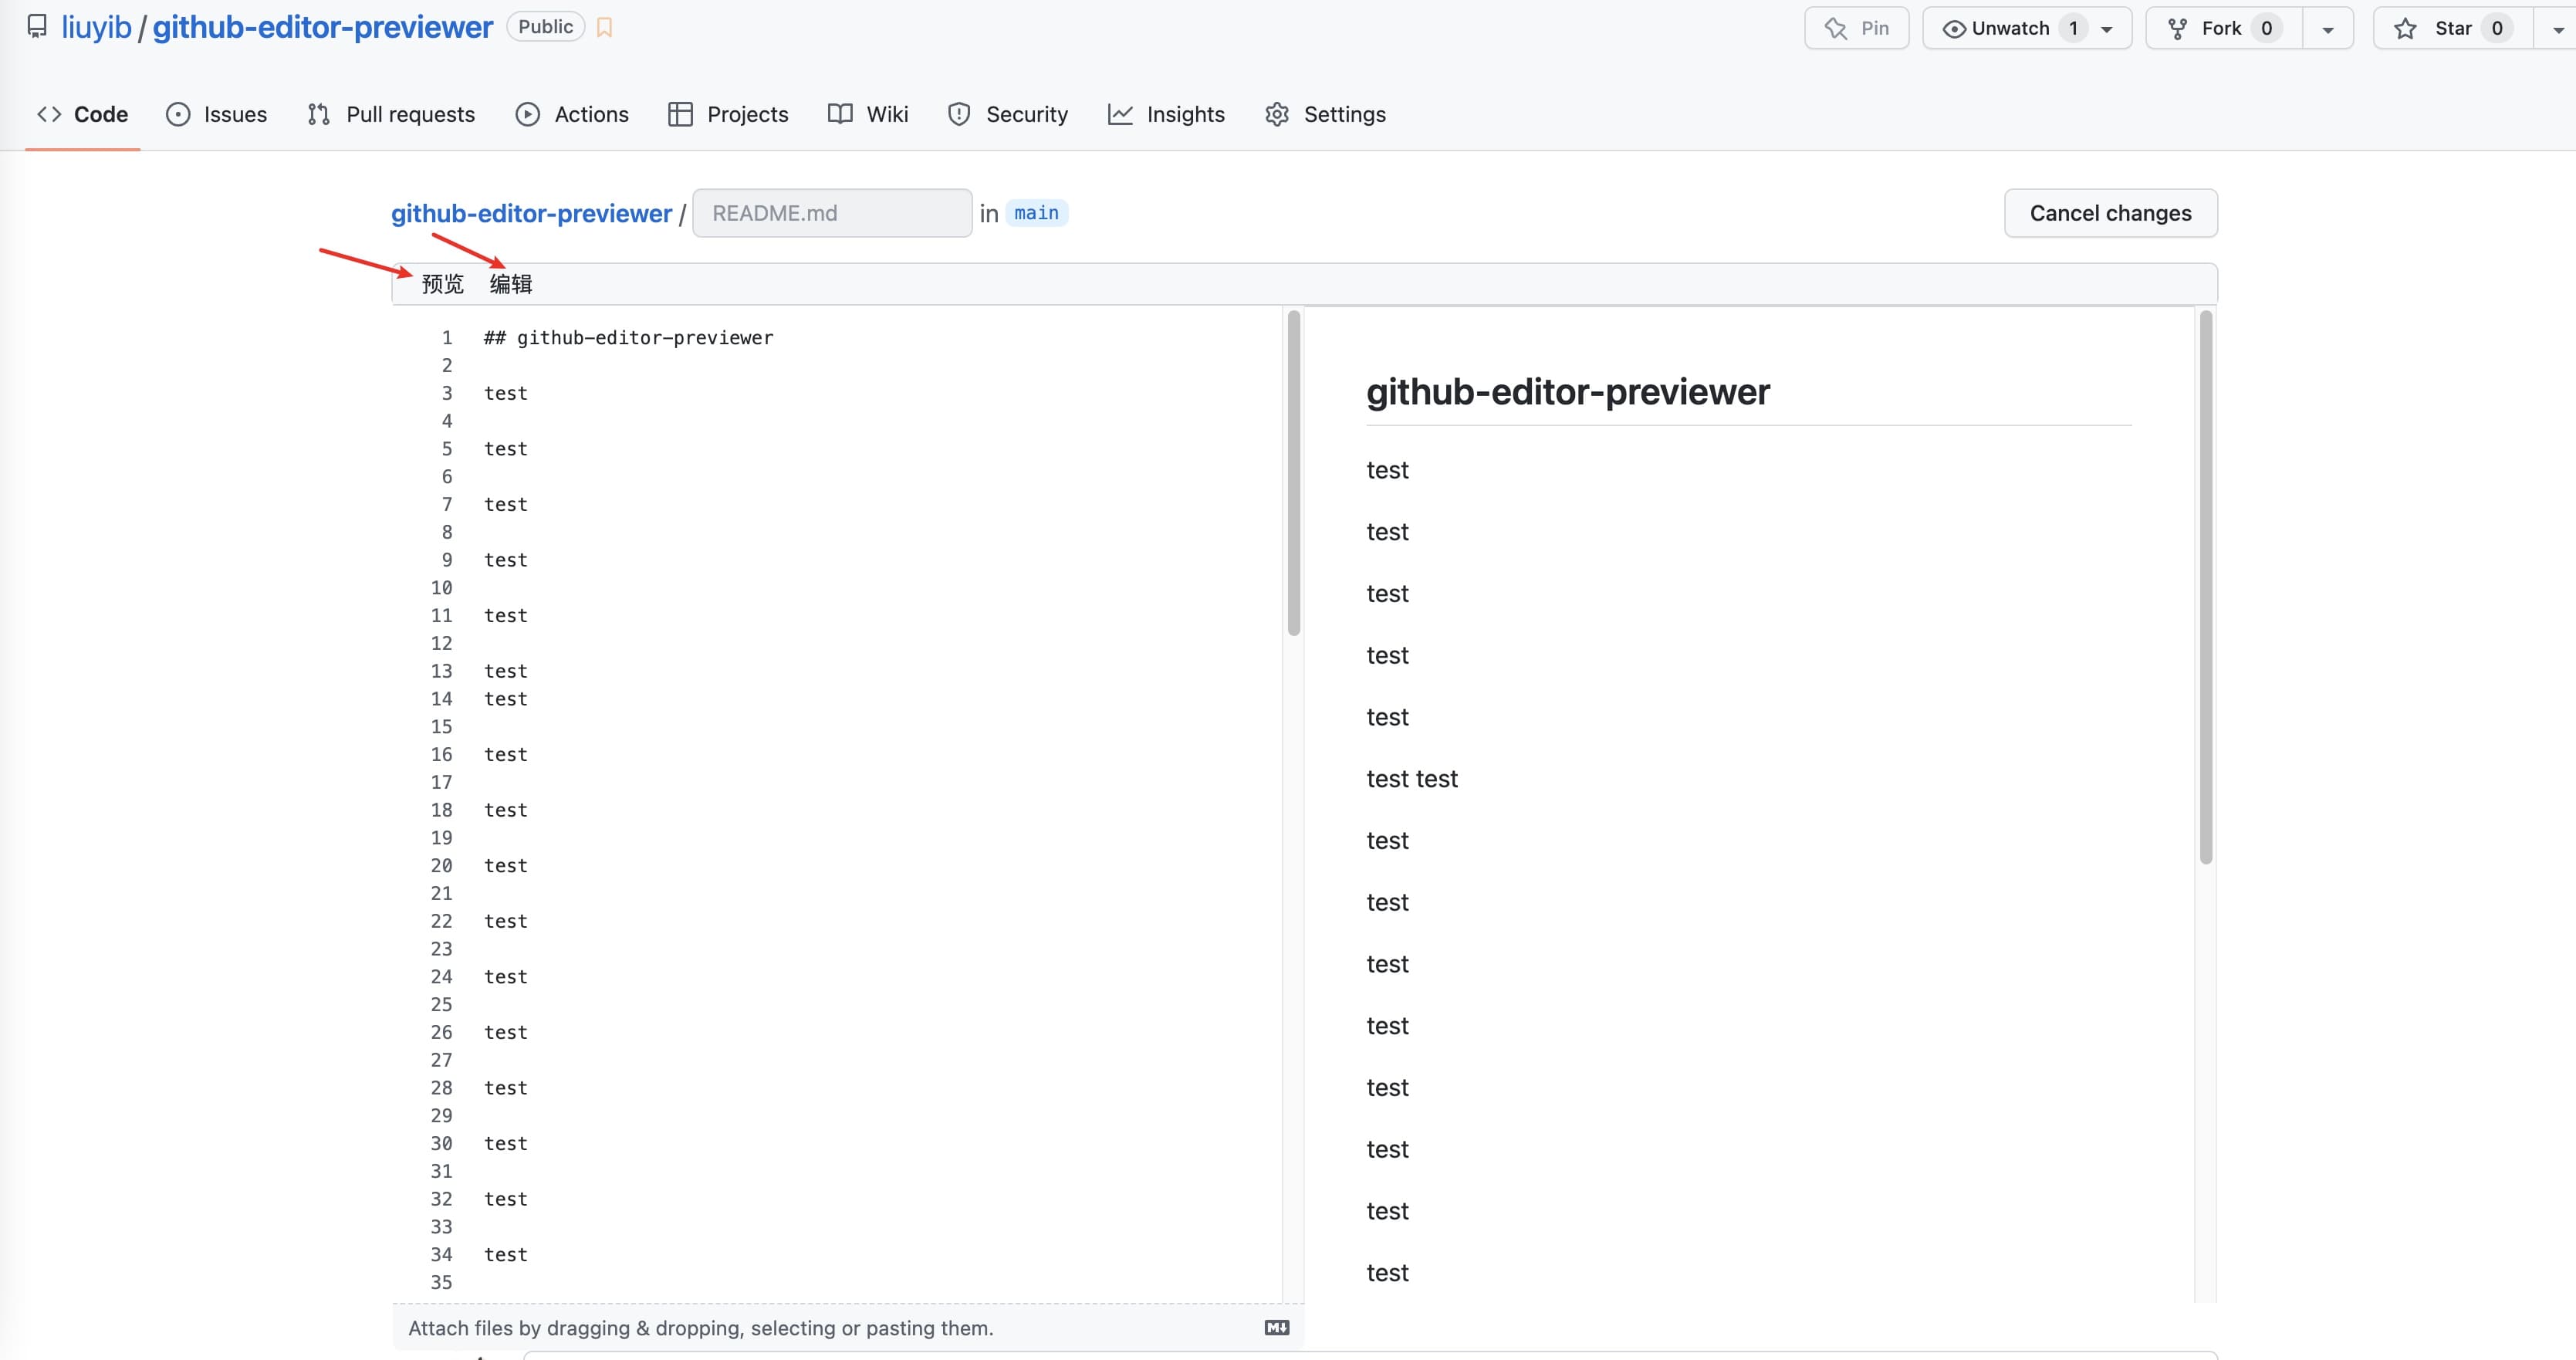 liuyib / github-editor-previewer Public Pin Unwatch 1 Fork 0 Star 0
Code Issues Pull requests Actions Projects Wiki Security Insights Settings
github-editor-previewer / README.md in main Cancel changes
预览 编辑
1 ## github-editor-previewer
2
3 test
4
5 test
6
7 test
8
9 test
10
11 test
12
13 test
14 test
15
16 test
17
18 test
19
20 test
21
22 test
23
24 test
25
26 test
27
28 test
29
30 test
31
32 test
33
34 test
35
github-editor-previewer
test
test
test
test
test
test test
test
test
test
test
test
test
test
test
Attach files by dragging & dropping, selecting or pasting them.